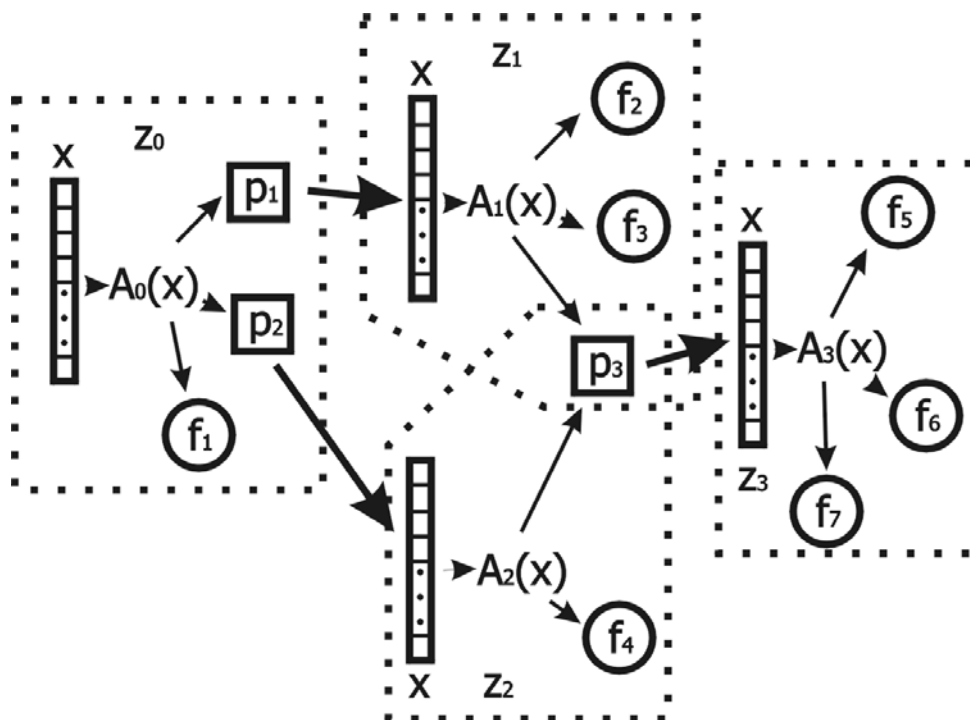 z₀
x
A₀(x)
p₁
p₂
f₁
z₁
x
A₁(x)
f₂
f₃
p₃
x
A₂(x)
f₄
z₂
x
A₃(x)
f₅
f₆
f₇
z₃